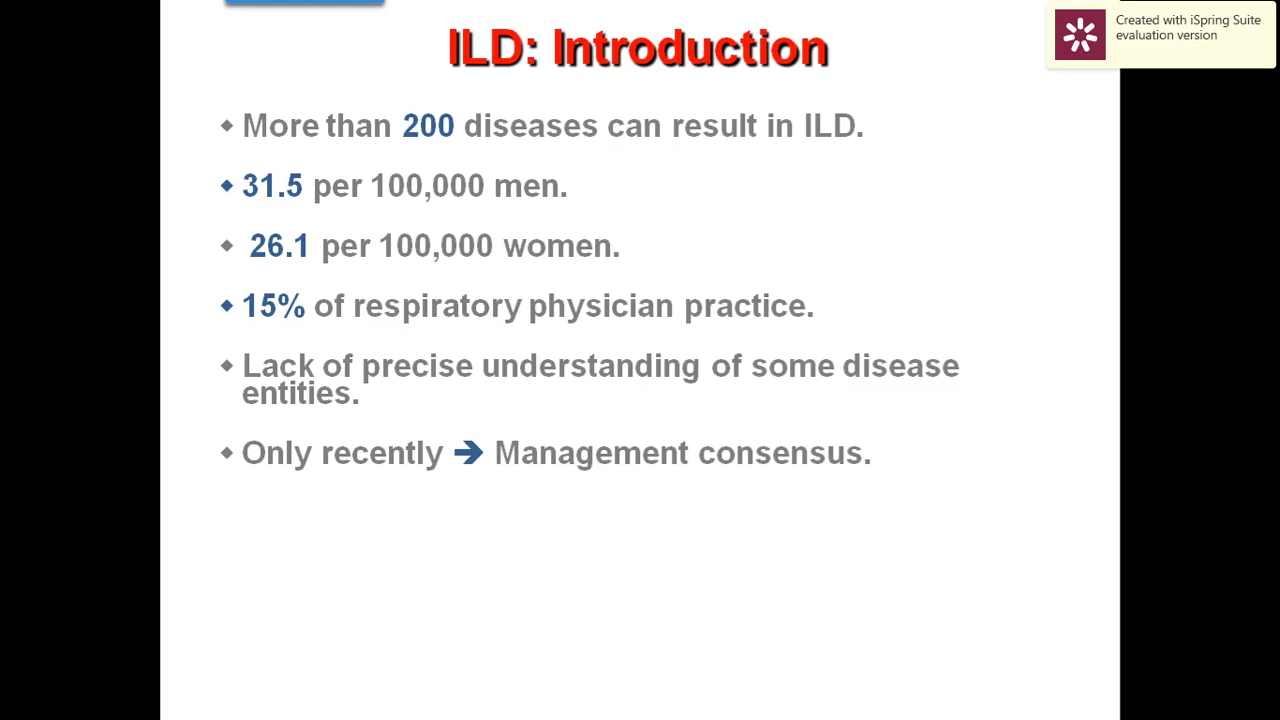 ILD: Introduction
Created with iSpring Suite
evaluation version
More than 200 diseases can result in ILD.
31.5 per 100,000 men.
26.1 per 100,000 women.
15% of respiratory physician practice.
Lack of precise understanding of some disease
entities.
Only recently ➔ Management consensus.